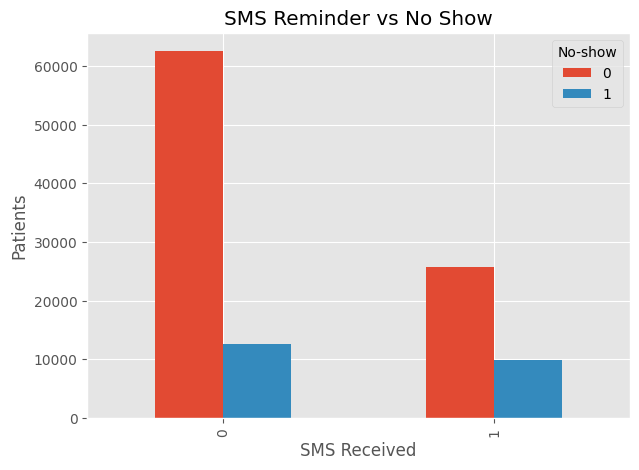 SMS Reminder vs No Show
No-show
0
1
Patients
60000
50000
40000
30000
20000
10000
0
0
1
SMS Received